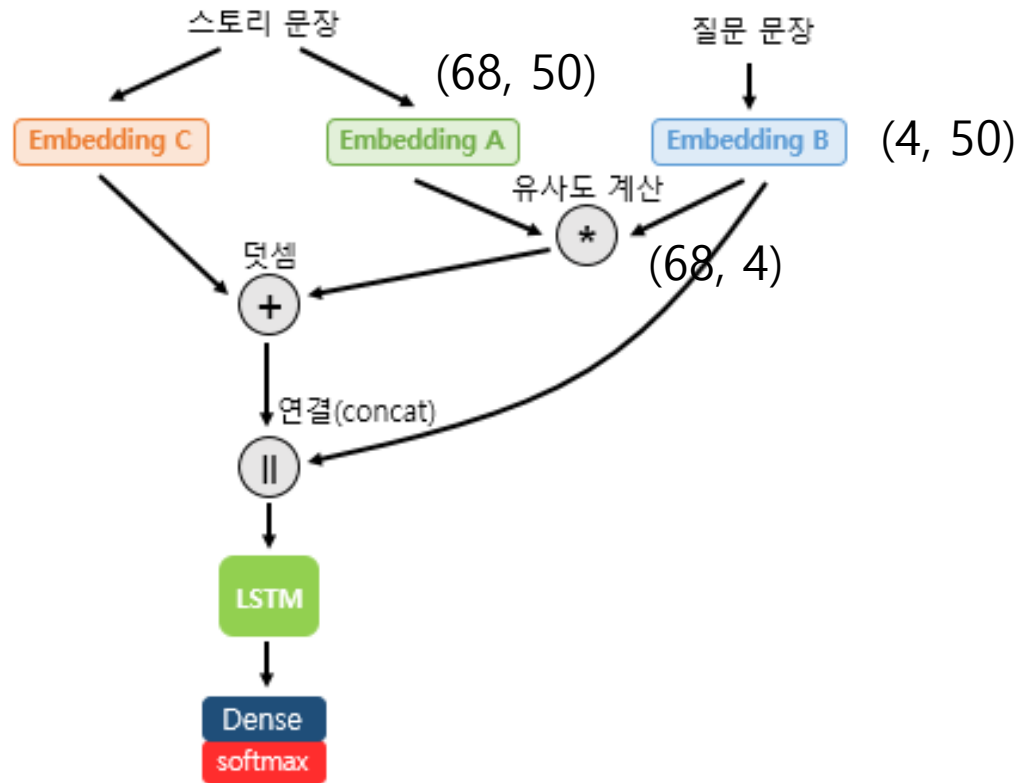 스토리 문장
질문 문장
(68, 50)
Embedding C
Embedding A
Embedding B
(4, 50)
유사도 계산
*
(68, 4)
덧셈
+
연결(concat)
||
LSTM
Dense
softmax